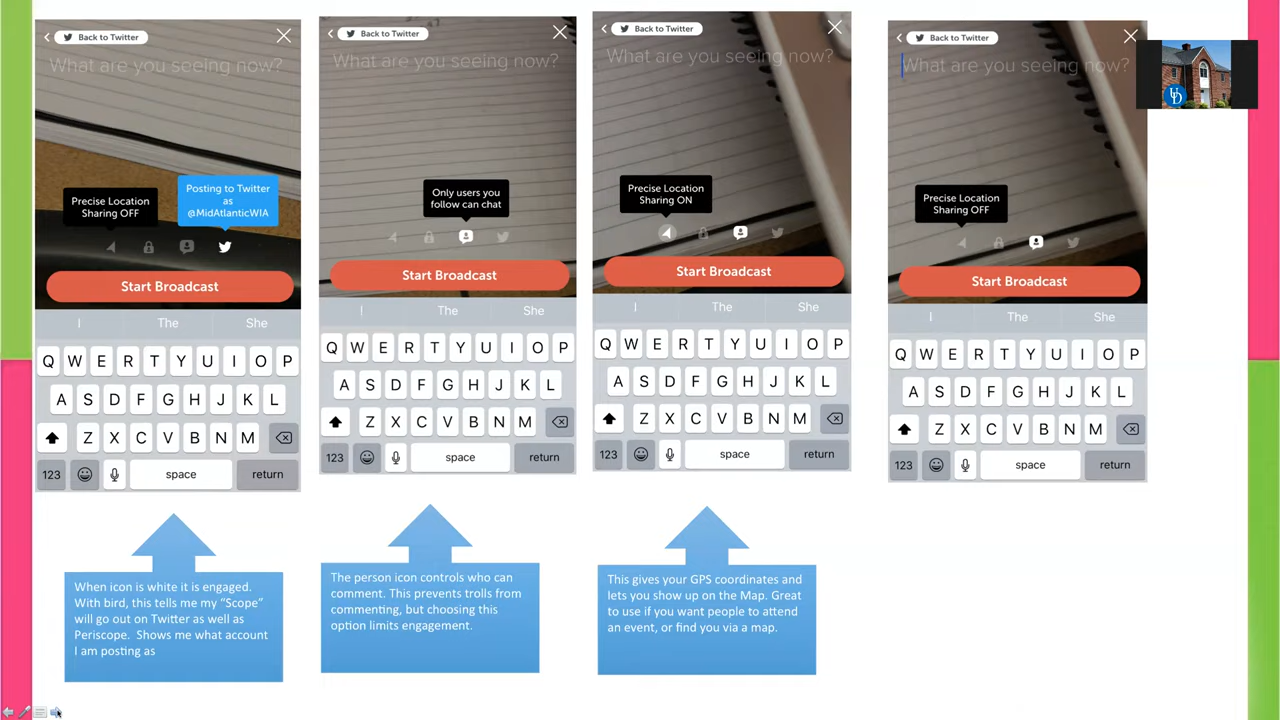 Back to Twitter
What are you seeing now?
Precise Location
Sharing OFF
Posting to Twitter
as
@MidAtlanticWIA
Start Broadcast
I The She
Q W E R T Y U I O P
A S D F G H J K L
Z X C V B N M
123 space return
When icon is white it is engaged.
With bird, this tells me my “Scope”
will go out on Twitter as well as
Periscope. Shows me what account
I am posting as
Back to Twitter
What are you seeing now?
Only users you
follow can chat
Start Broadcast
I The She
Q W E R T Y U I O P
A S D F G H J K L
Z X C V B N M
123 space return
The person icon controls who can
comment. This prevents trolls from
commenting, but choosing this
option limits engagement.
Back to Twitter
What are you seeing now?
Precise Location
Sharing ON
Start Broadcast
I The She
Q W E R T Y U I O P
A S D F G H J K L
Z X C V B N M
123 space return
This gives your GPS coordinates and
lets you show up on the Map. Great
to use if you want people to attend
an event, or find you via a map.
Back to Twitter
What are you seeing now?
Precise Location
Sharing OFF
Start Broadcast
I The She
Q W E R T Y U I O P
A S D F G H J K L
Z X C V B N M
123 space return
UD